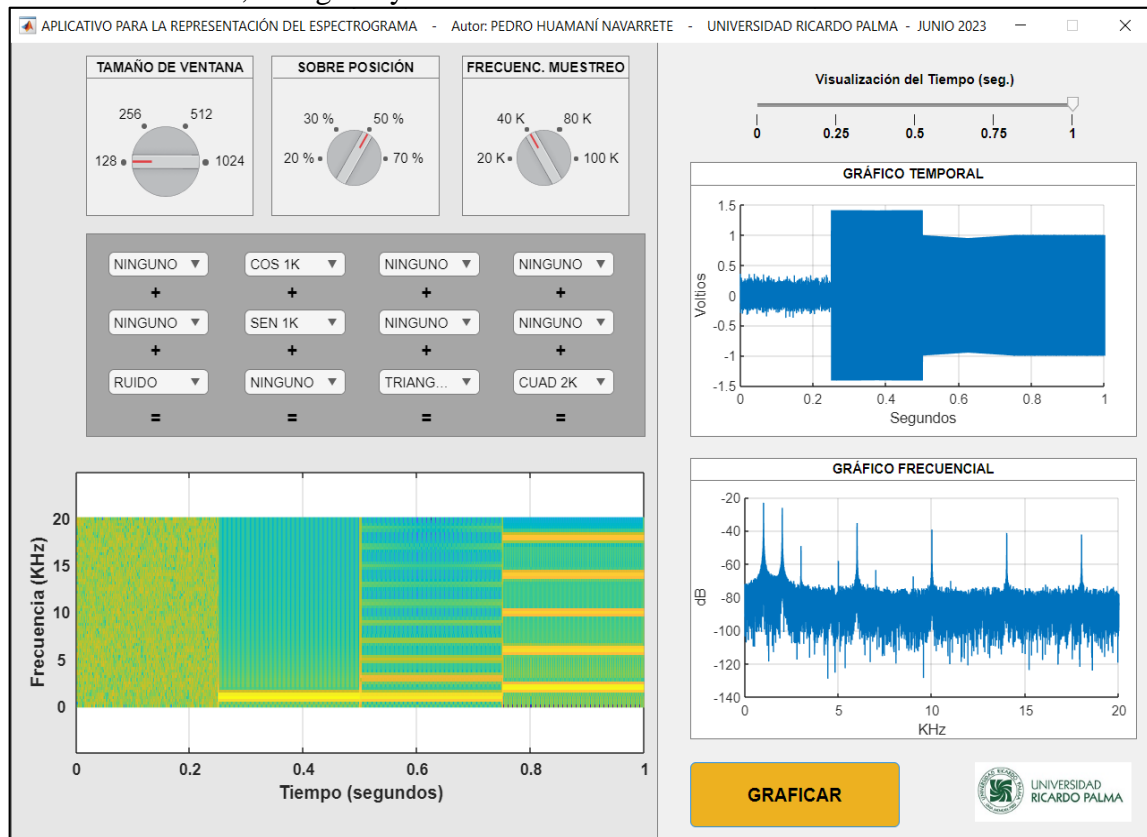 APLICATIVO PARA LA REPRESENTACIÓN DEL ESPECTROGRAMA - Autor: PEDRO HUAMANÍ NAVARRETE - UNIVERSIDAD RICARDO PALMA - JUNIO 2023
TAMAÑO DE VENTANA
256 512
128 1024
SOBRE POSICIÓN
30 % 50 %
20 % 70 %
FRECUENC. MUESTREO
40 K 80 K
20 K 100 K
NINGUNO COS 1K NINGUNO NINGUNO
+ + + +
NINGUNO SEN 1K NINGUNO NINGUNO
+ + + +
RUIDO NINGUNO TRIANG... CUAD 2K
= = = =
Frecuencia (KHz)
20
15
10
5
0
0 0.2 0.4 0.6 0.8 1
Tiempo (segundos)
Visualización del Tiempo (seg.)
0 0.25 0.5 0.75 1
GRÁFICO TEMPORAL
Voltios
1.5
1
0.5
0
-0.5
-1
-1.5
0 0.2 0.4 0.6 0.8 1
Segundos
GRÁFICO FRECUENCIAL
dB
-20
-40
-60
-80
-100
-120
-140
0 5 10 15 20
KHz
GRAFICAR
UNIVERSIDAD
RICARDO PALMA